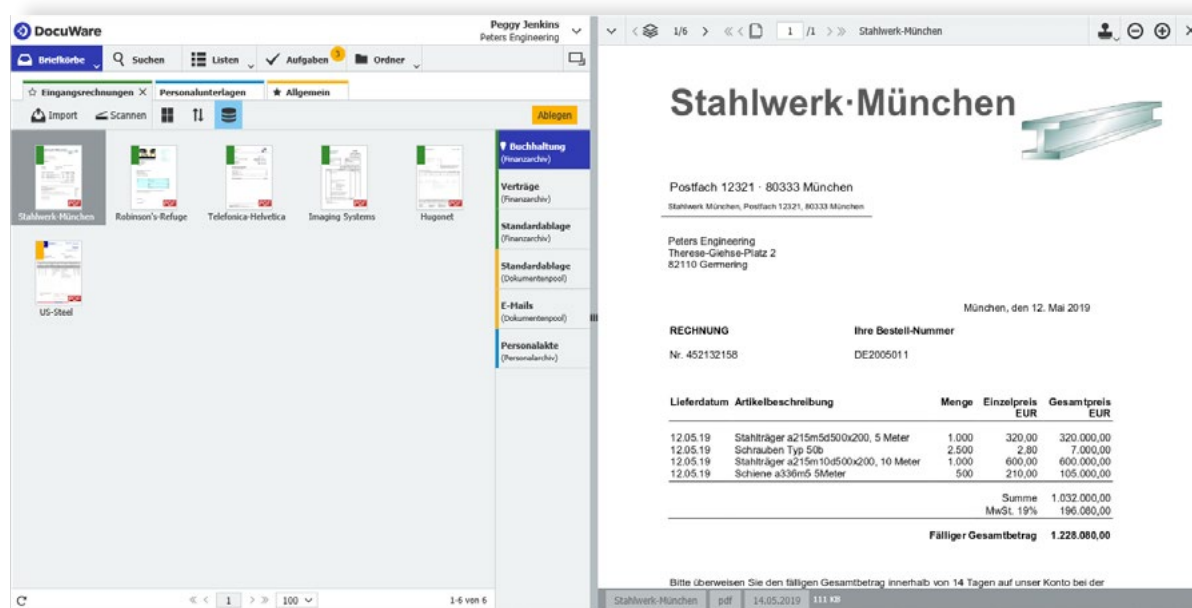 DocuWare
Peggy Jenkins
Peters Engineering
Briefkörbe
Suchen
Listen
Aufgaben
3
Ordner
Eingangsrechnungen
Personalunterlagen
Allgemein
Import
Scannen
Ablegen
Stahlwerk-München
Robinson's-Refuge
Telefonica-Helvetica
Imaging Systems
Hugonet
US-Steel
PDF
PDF
PDF
PDF
PDF
PDF
Buchhaltung
(Finanzarchiv)
Verträge
(Finanzarchiv)
Standardablage
(Finanzarchiv)
Standardablage
(Dokumentenpool)
E-Mails
(Dokumentenpool)
Personalakte
(Personalarchiv)
1
100
1-6 von 6
1/6
1 /1
Stahlwerk-München
Stahlwerk·München
Postfach 12321 · 80333 München
Stahlwerk München, Postfach 12321, 80333 München
Peters Engineering
Therese-Giehse-Platz 2
82110 Germering
München, den 12. Mai 2019
RECHNUNG Ihre Bestell-Nummer
Nr. 452132158 DE2005011
Lieferdatum Artikelbeschreibung Menge Einzelpreis Gesamtpreis
EUR EUR
12.05.19 Stahlträger a215m5d500x200, 5 Meter 1.000 320,00 320.000,00
12.05.19 Schrauben Typ 50b 2.500 2,80 7.000,00
12.05.19 Stahlträger a215m10d500x200, 10 Meter 1.000 600,00 600.000,00
12.05.19 Schiene a336m5 5Meter 500 210,00 105.000,00
Summe 1.032.000,00
MwSt. 19% 196.080,00
Fälliger Gesamtbetrag 1.228.080,00
Bitte überweisen Sie den fälligen Gesamtbetrag innerhalb von 14 Tagen auf unser Konto bei der
Stahlwerk-München pdf 14.05.2019 111 KB